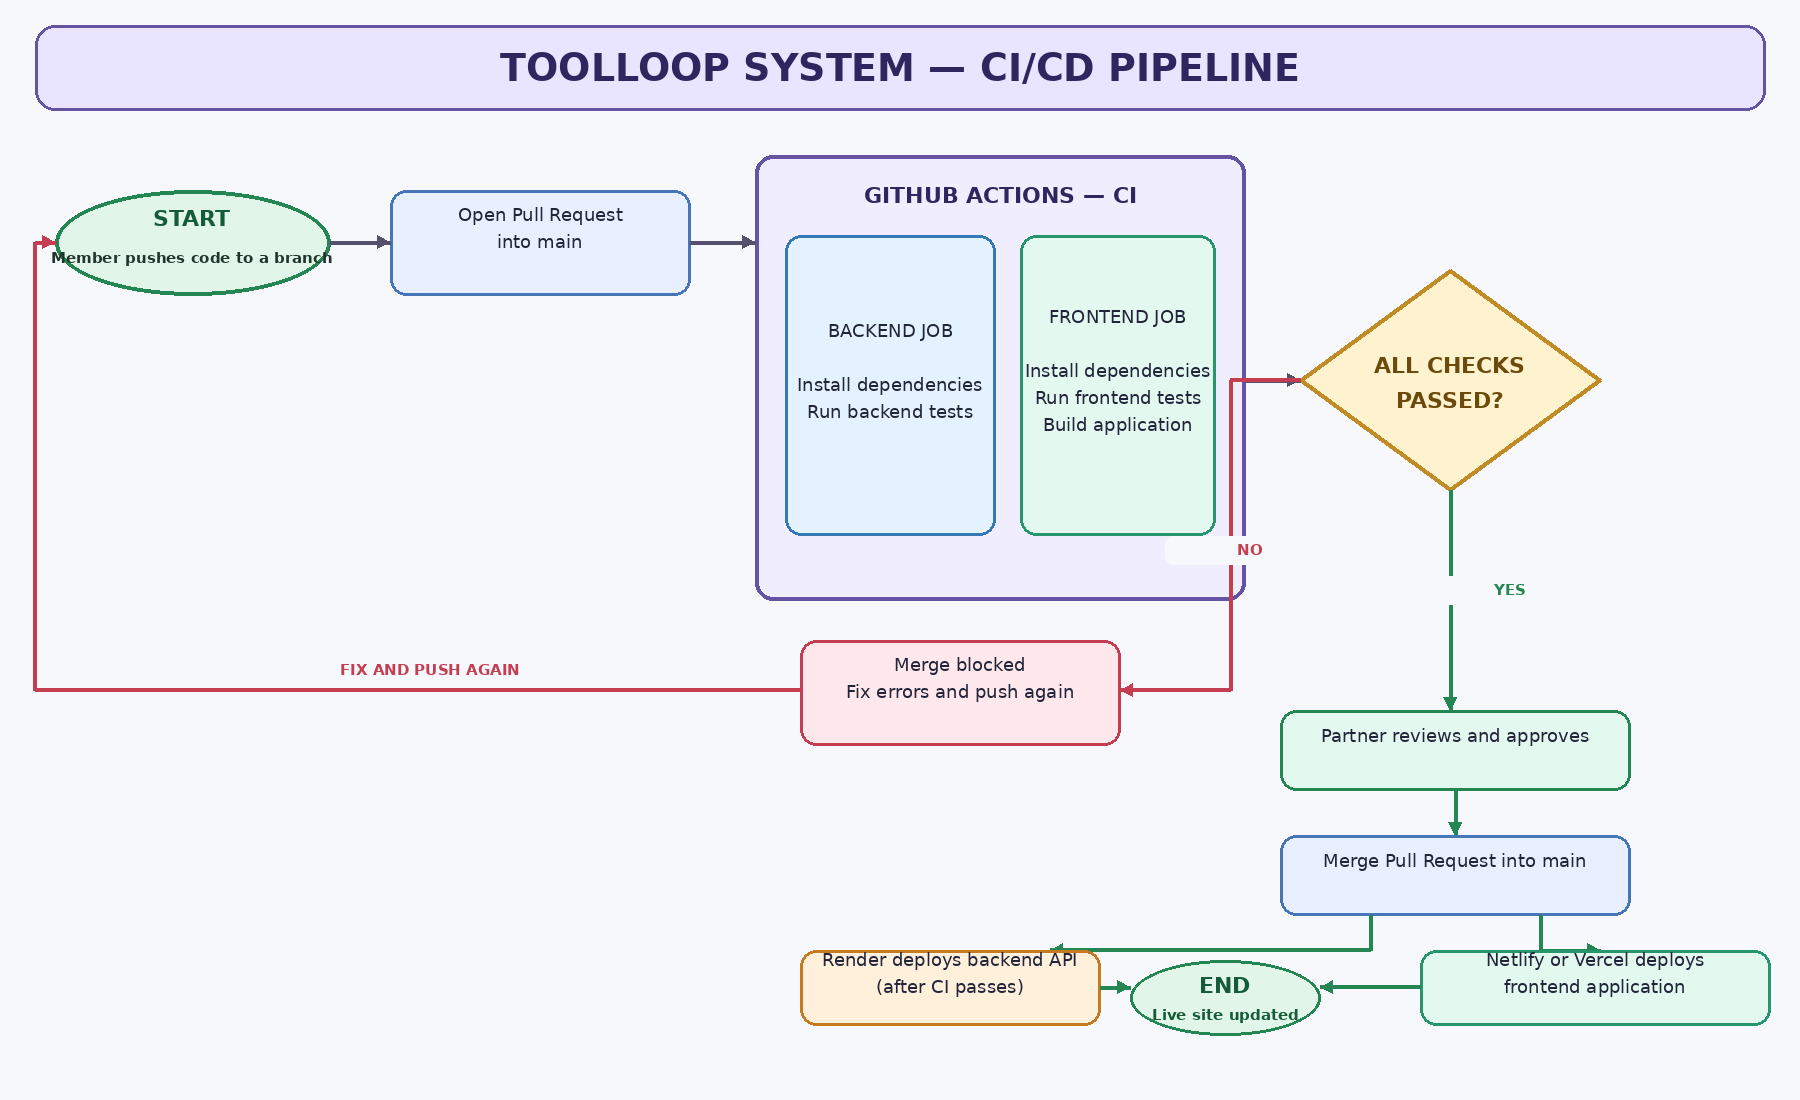 TOOLLOOP SYSTEM — CI/CD PIPELINE
START
Member pushes code to a branch
Open Pull Request
into main
GITHUB ACTIONS — CI
BACKEND JOB
Install dependencies
Run backend tests
FRONTEND JOB
Install dependencies
Run frontend tests
Build application
ALL CHECKS
PASSED?
NO
YES
FIX AND PUSH AGAIN
Merge blocked
Fix errors and push again
Partner reviews and approves
Merge Pull Request into main
Render deploys backend API
(after CI passes)
END
Live site updated
Netlify or Vercel deploys
frontend application